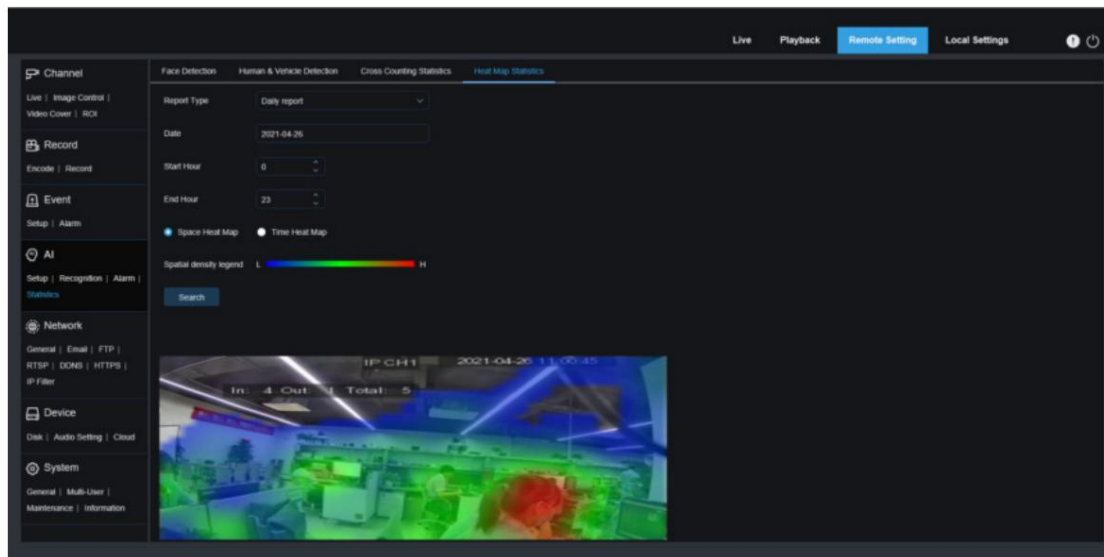 Live Playback Remote Setting Local Settings
Channel
Live | Image Control |
Video Cover | ROI
Record
Encode | Record
Event
Setup | Alarm
AI
Setup | Recognition | Alarm |
Statistics
Network
General | Email | FTP |
RTSP | DDNS | HTTPS |
IP Filter
Device
Disk | Audio Setting | Cloud
System
General | Multi-User |
Maintenance | Information
Face Detection Human & Vehicle Detection Cross Counting Statistics Heat Map Statistics
Report Type Daily report
Date 2021-04-26
Start Hour 0
End Hour 23
Space Heat Map Time Heat Map
Spatial density legend L H
Search
IP CH1 2021-04-26 11:00:45
In: 4 Out: 1 Total: 5